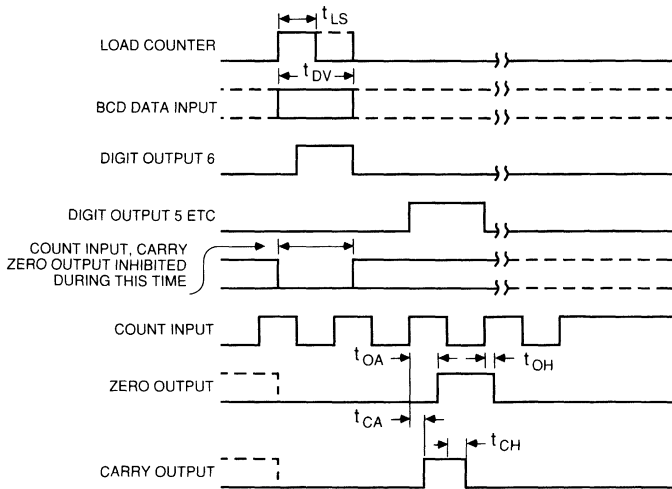 t LS
LOAD COUNTER
t DV
BCD DATA INPUT
DIGIT OUTPUT 6
DIGIT OUTPUT 5 ETC
COUNT INPUT, CARRY
ZERO OUTPUT INHIBITED
DURING THIS TIME
COUNT INPUT
t OA
t OH
ZERO OUTPUT
t CA
t CH
CARRY OUTPUT